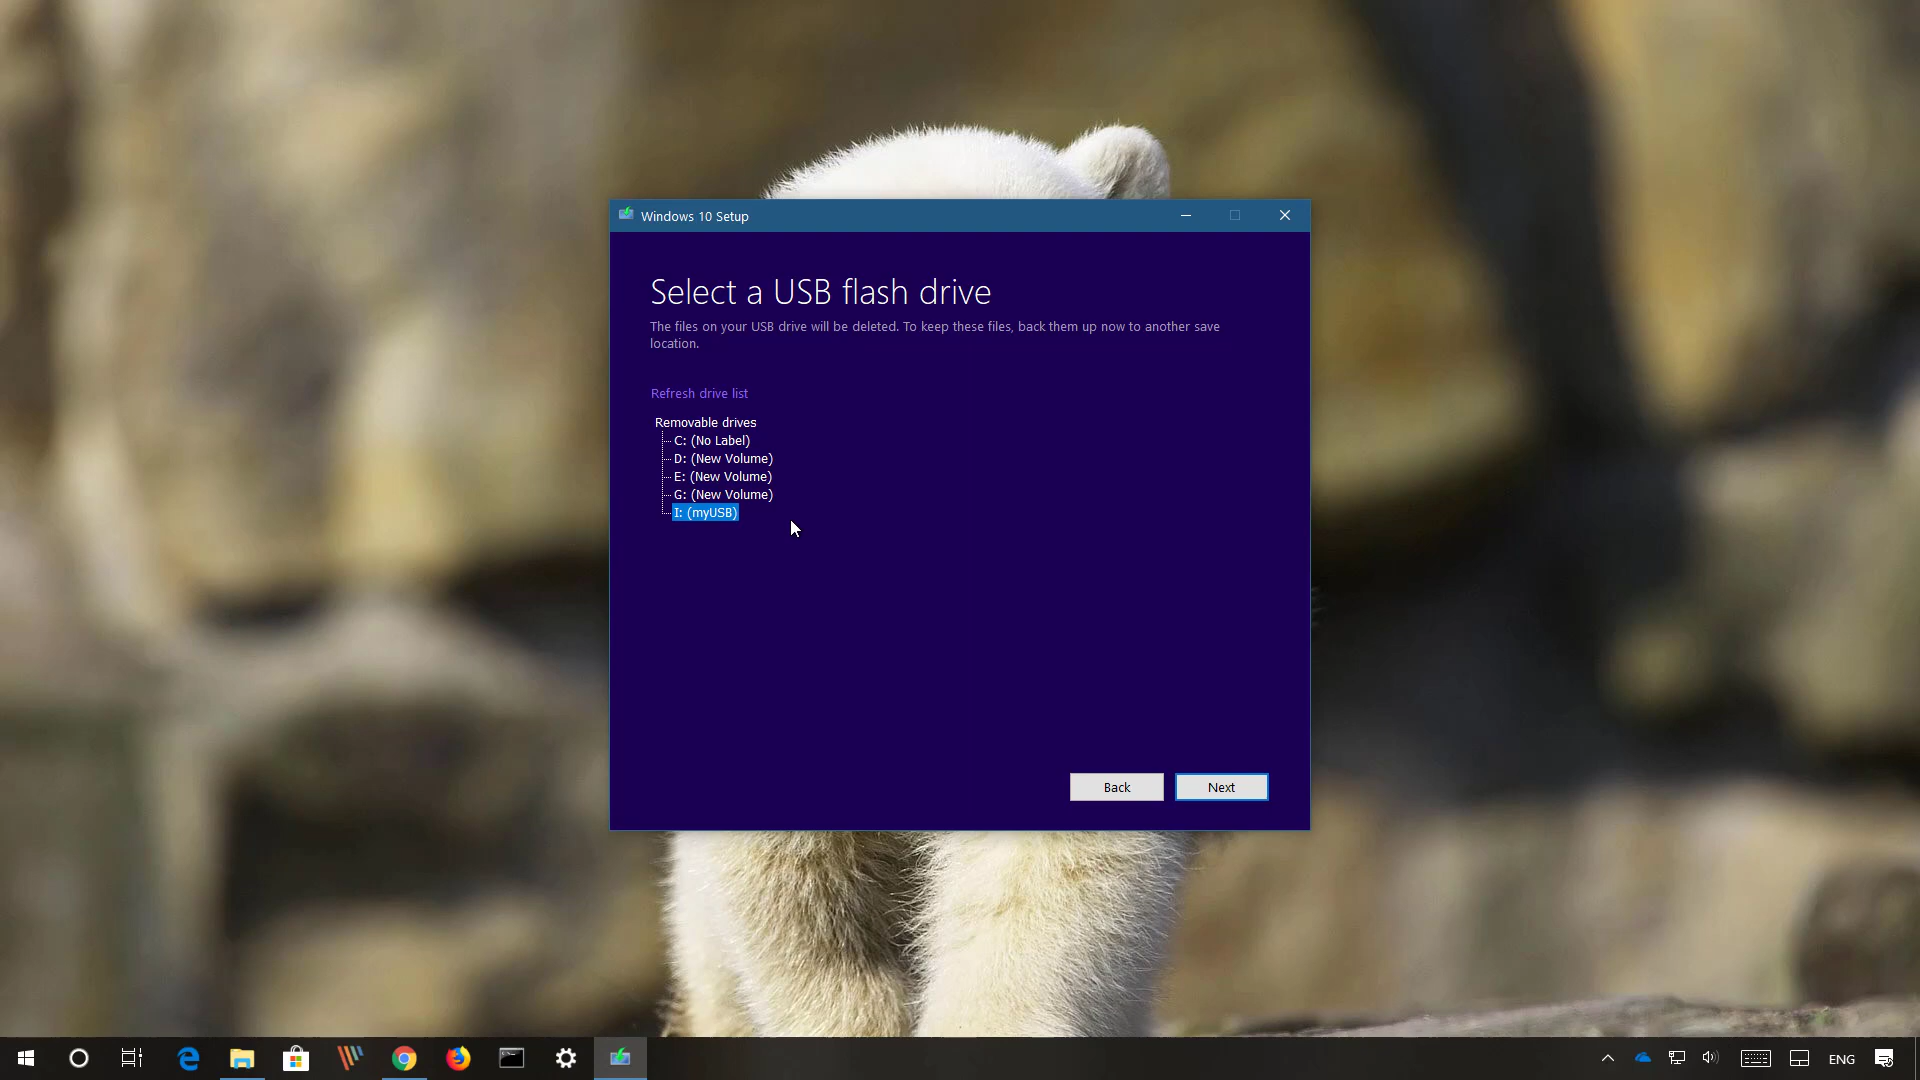 Windows 10 Setup
Select a USB flash drive
The files on your USB drive will be deleted. To keep these files, back them up now to another save
location.
Refresh drive list
Removable drives
C: (No Label)
D: (New Volume)
E: (New Volume)
G: (New Volume)
I: (myUSB)
Back
Next
ENG